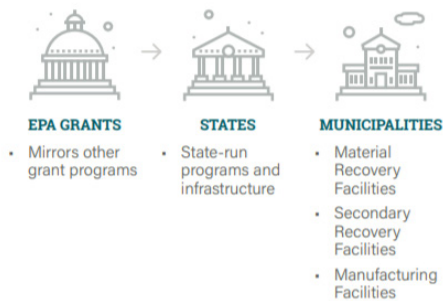 EPA GRANTS
• Mirrors other
grant programs
STATES
• State-run
programs and
infrastructure
MUNICIPALITIES
• Material
Recovery
Facilities
• Secondary
Recovery
Facilities
• Manufacturing
Facilities